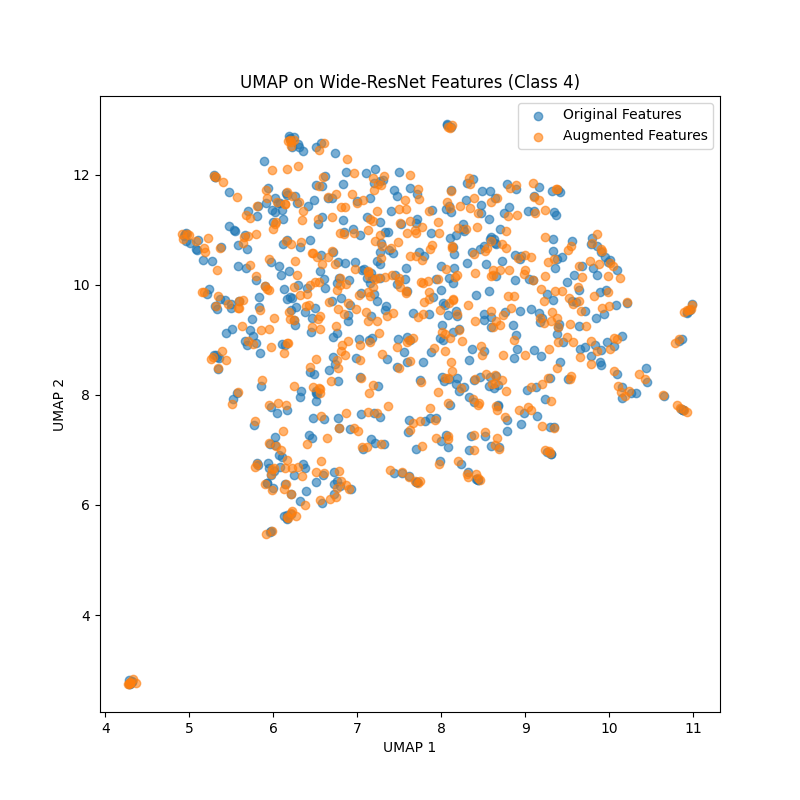 UMAP on Wide-ResNet Features (Class 4)
Original Features
Augmented Features
12
10
8
6
4
UMAP 2
4 5 6 7 8 9 10 11
UMAP 1